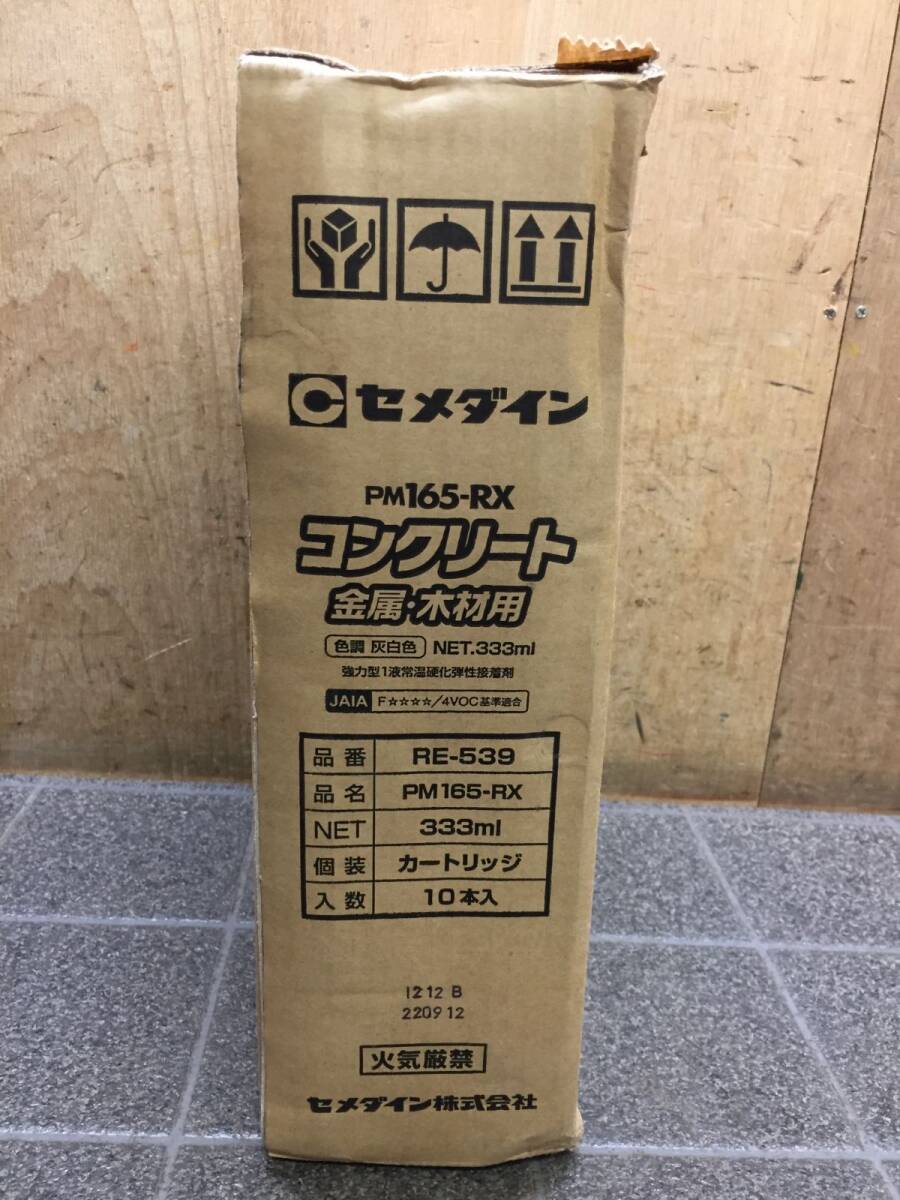 セメダイン
PM165-RX
コンクリート
金属・木材用
色調 灰白色 NET.333ml
強力型1液常温硬化弾性接着剤
JAIA F☆☆☆☆/4VOC基準適合
品番 RE-539
品名 PM165-RX
NET 333ml
個装 カートリッジ
入数 10本入
1212 B
220912
火気厳禁
セメダイン株式会社